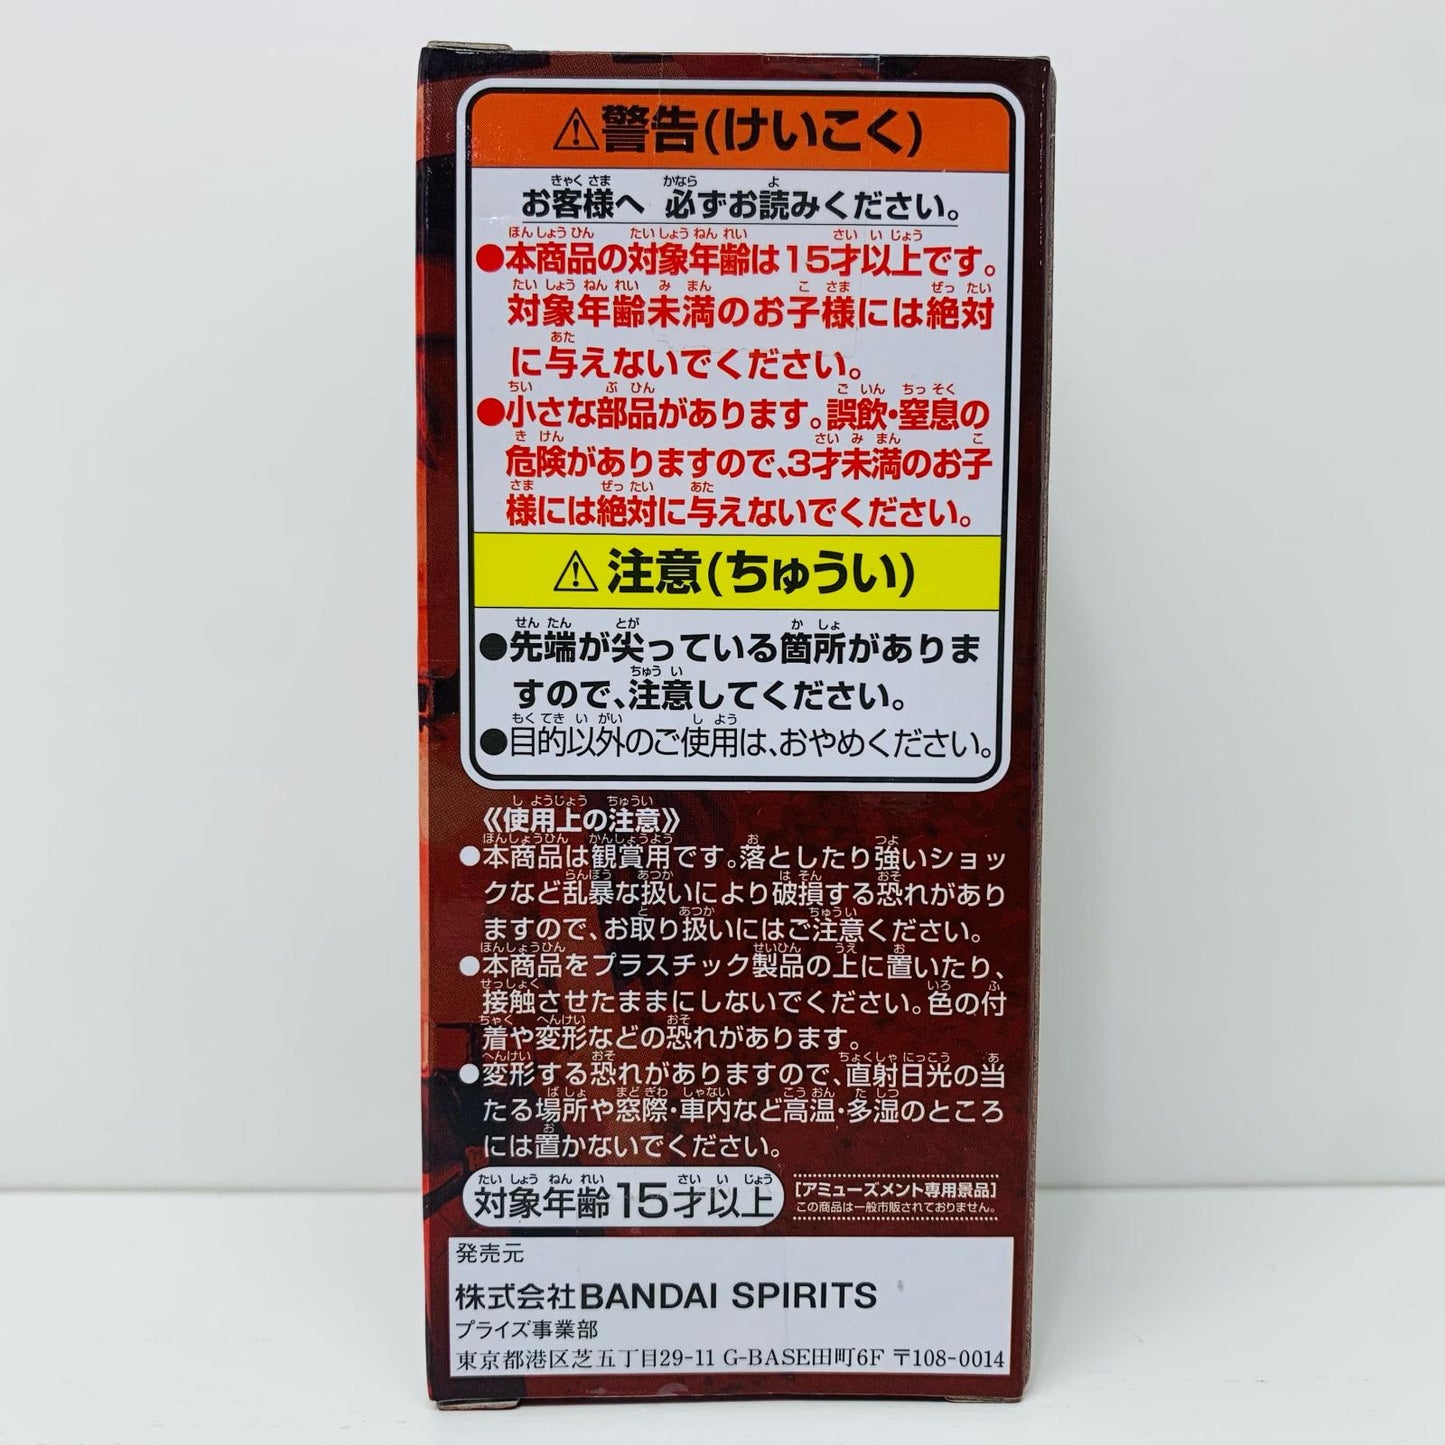 ⚠警告(けいこく)
お客様へ 必ずお読みください。
●本商品の対象年齢は15才以上です。
対象年齢未満のお子様には絶対
に与えないでください。
●小さな部品があります。誤飲・窒息の
危険がありますので、3才未満のお子
様には絶対に与えないでください。
⚠注意(ちゅうい)
●先端が尖っている箇所がありま
すので、注意してください。
●目的以外のご使用は、おやめください。
《使用上の注意》
●本商品は観賞用です。落としたり強いショッ
クなど乱暴な扱いにより破損する恐れがあり
ますので、お取り扱いにはご注意ください。
●本商品をプラスチック製品の上に置いたり、
接触させたままにしないでください。色の付
着や変形などの恐れがあります。
●変形する恐れがありますので、直射日光の当
たる場所や窓際・車内など高温・多湿のところ
には置かないでください。
対象年齢15才以上
[アミューズメント専用景品]
この商品は一般市販されておりません。
発売元
株式会社BANDAI SPIRITS
プライズ事業部
東京都港区芝五丁目29-11 G-BASE田町6F 〒108-0014